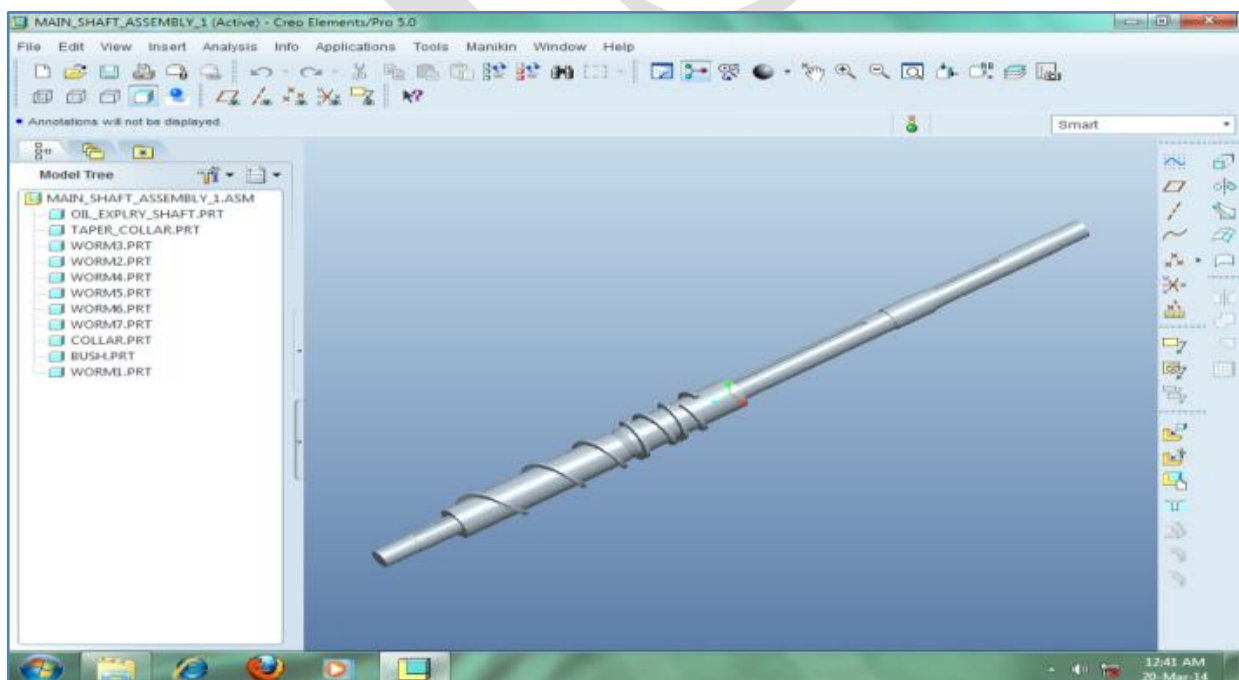 MAIN_SHAFT_ASSEMBLY_1 (Active) - Creo Elements/Pro 5.0
File Edit View Insert Analysis Info Applications Tools Manikin Window Help
• Annotations will not be displayed.
Smart
Model Tree
MAIN_SHAFT_ASSEMBLY_1.ASM
OIL_EXPLRY_SHAFT.PRT
TAPER_COLLAR.PRT
WORM3.PRT
WORM2.PRT
WORM4.PRT
WORM5.PRT
WORM6.PRT
WORM7.PRT
COLLAR.PRT
BUSH.PRT
WORM1.PRT
12:41 AM
20-Mar-14